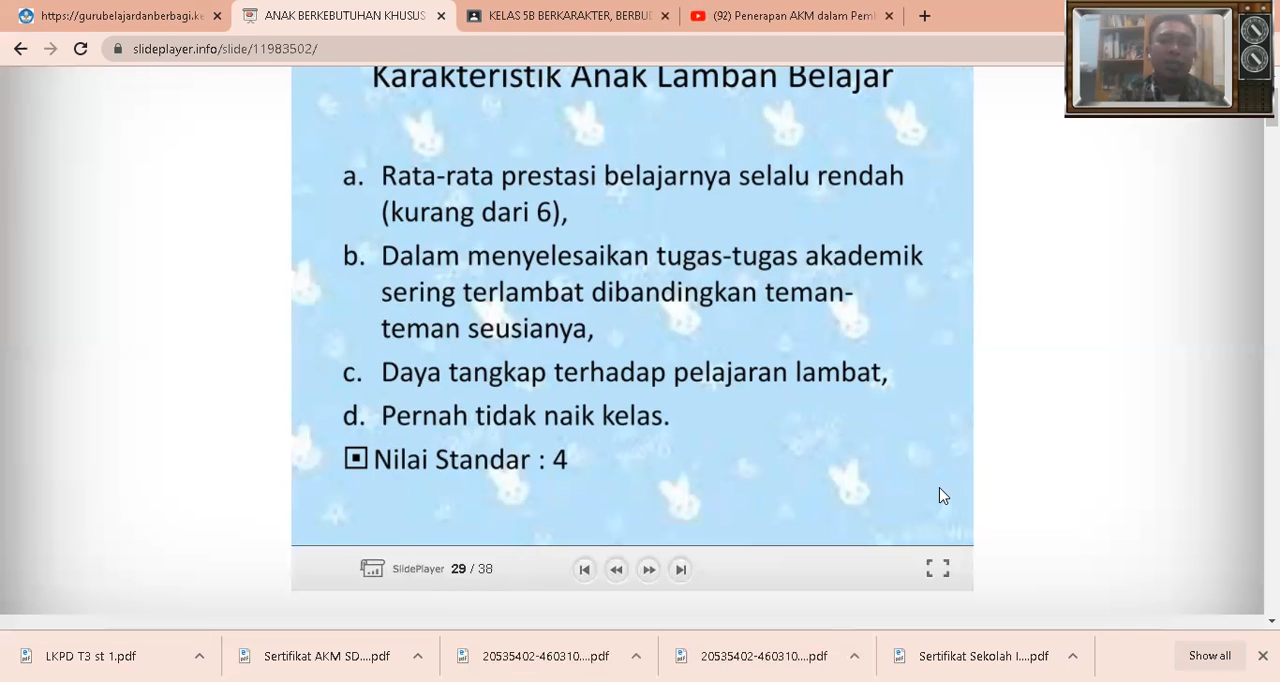 https://gurubelajardanberbagi.ke
ANAK BERKEBUTUHAN KHUSUS
KELAS 5B BERKARAKTER, BERBUD
(92) Penerapan AKM dalam Pemb
slideplayer.info/slide/11983502/
Karakteristik Anak Lamban Belajar
a. Rata-rata prestasi belajarnya selalu rendah
(kurang dari 6),
b. Dalam menyelesaikan tugas-tugas akademik
sering terlambat dibandingkan teman-
teman seusianya,
c. Daya tangkap terhadap pelajaran lambat,
d. Pernah tidak naik kelas.
Nilai Standar : 4
SlidePlayer 29 / 38
LKPD T3 st 1.pdf
Sertifikat AKM SD....pdf
20535402-460310....pdf
20535402-460310....pdf
Sertifikat Sekolah I....pdf
Show all